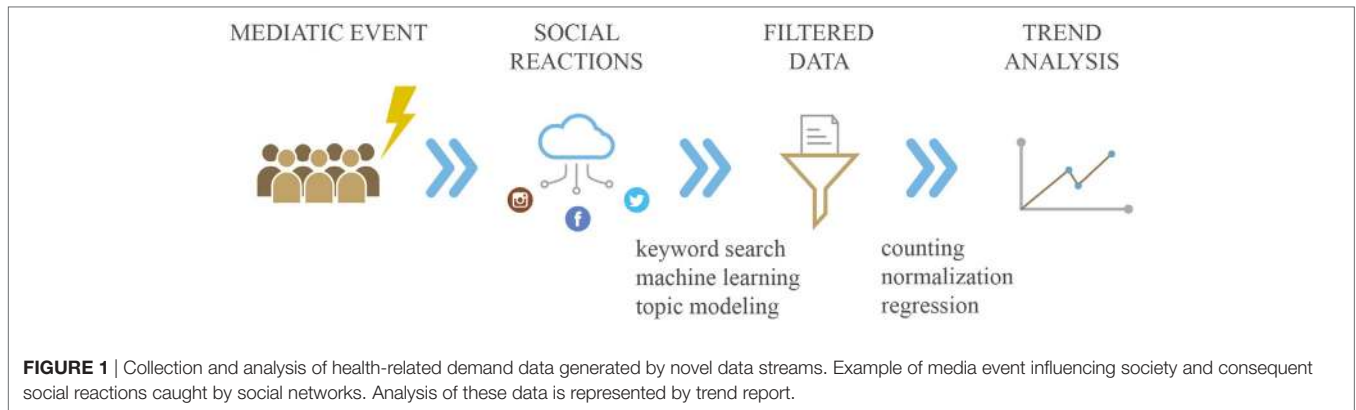 MEDIATIC EVENT
SOCIAL
REACTIONS
FILTERED
DATA
TREND
ANALYSIS
f
keyword search
machine learning
topic modeling
counting
normalization
regression
FIGURE 1 | Collection and analysis of health-related demand data generated by novel data streams. Example of media event influencing society and consequent
social reactions caught by social networks. Analysis of these data is represented by trend report.